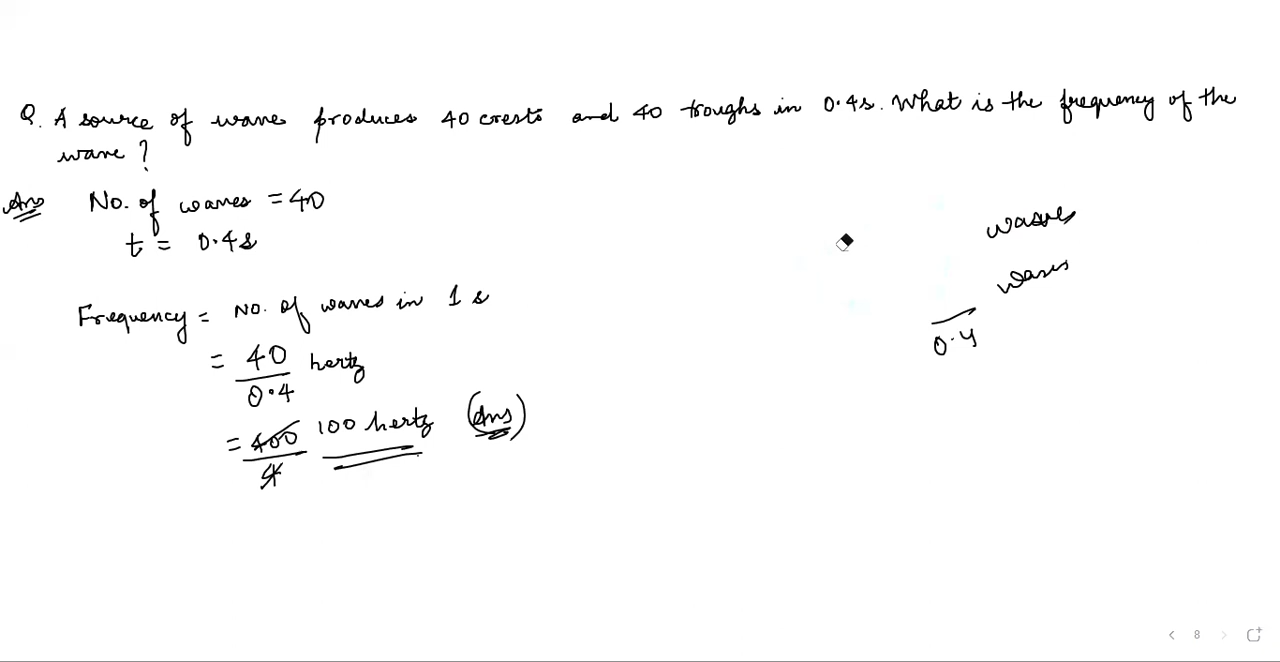 Q. A source of wave produces 40 crests and 40 troughs in 0.4s. What is the frequency of the
wave?
Ans No. of waves = 40
t = 0.4s
Frequency = No. of waves in 1 s
= 40/0.4 hertz
= 400/4 100 hertz (Ans)
waves
waves
0.4
8